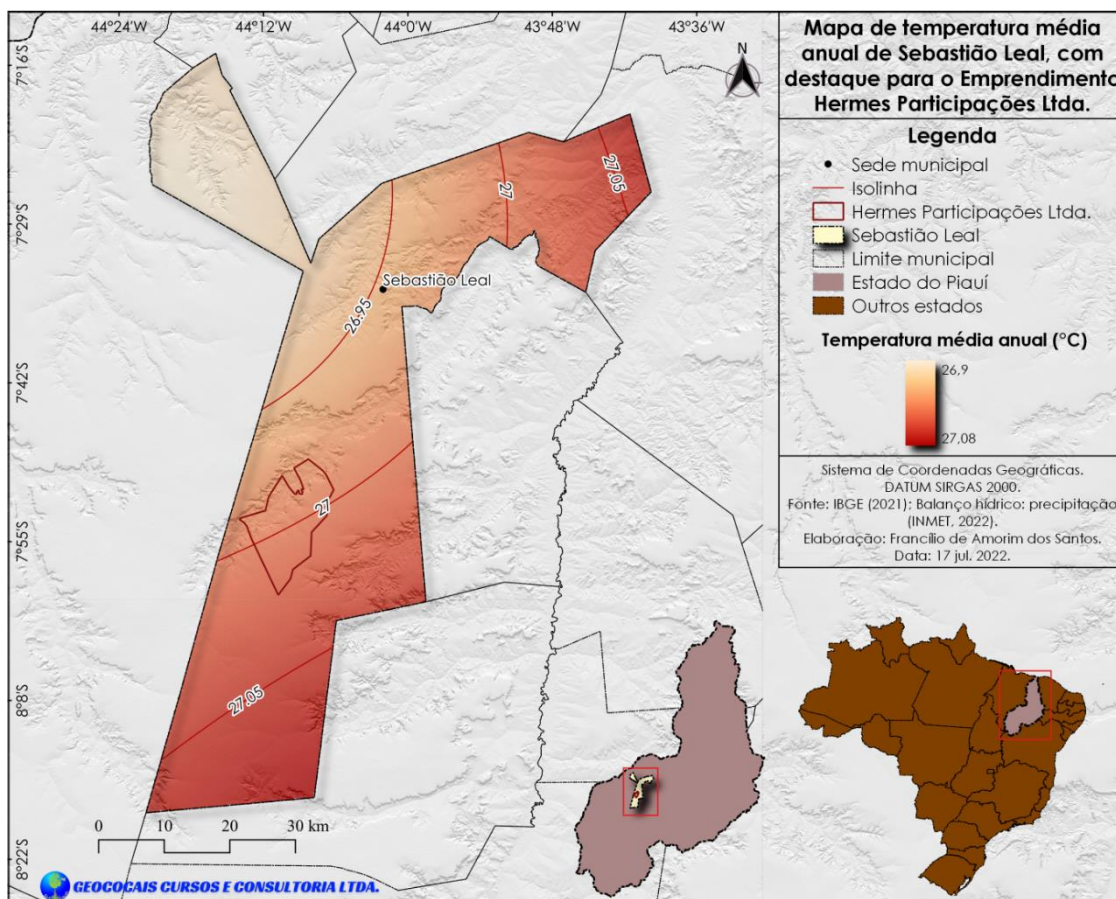 44°24'W 44°12'W 44°0'W 43°48'W 43°36'W
7°16'S
7°29'S
7°42'S
7°55'S
8°8'S
8°22'S
N
27.05
27
Sebastião Leal
26.95
27
27.05
0 10 20 30 km
GEOCOCAIS CURSOS E CONSULTORIA LTDA.
Mapa de temperatura média
anual de Sebastião Leal, com
destaque para o Emprendimento
Hermes Participações Ltda.
Legenda
Sede municipal
Isolinha
Hermes Participações Ltda.
Sebastião Leal
Limite municipal
Estado do Piauí
Outros estados
Temperatura média anual (°C)
26,9
27,08
Sistema de Coordenadas Geográficas.
DATUM SIRGAS 2000.
Fonte: IBGE (2021); Balanço hídrico: precipitação
(INMET, 2022).
Elaboração: Francílio de Amorim dos Santos.
Data: 17 jul. 2022.